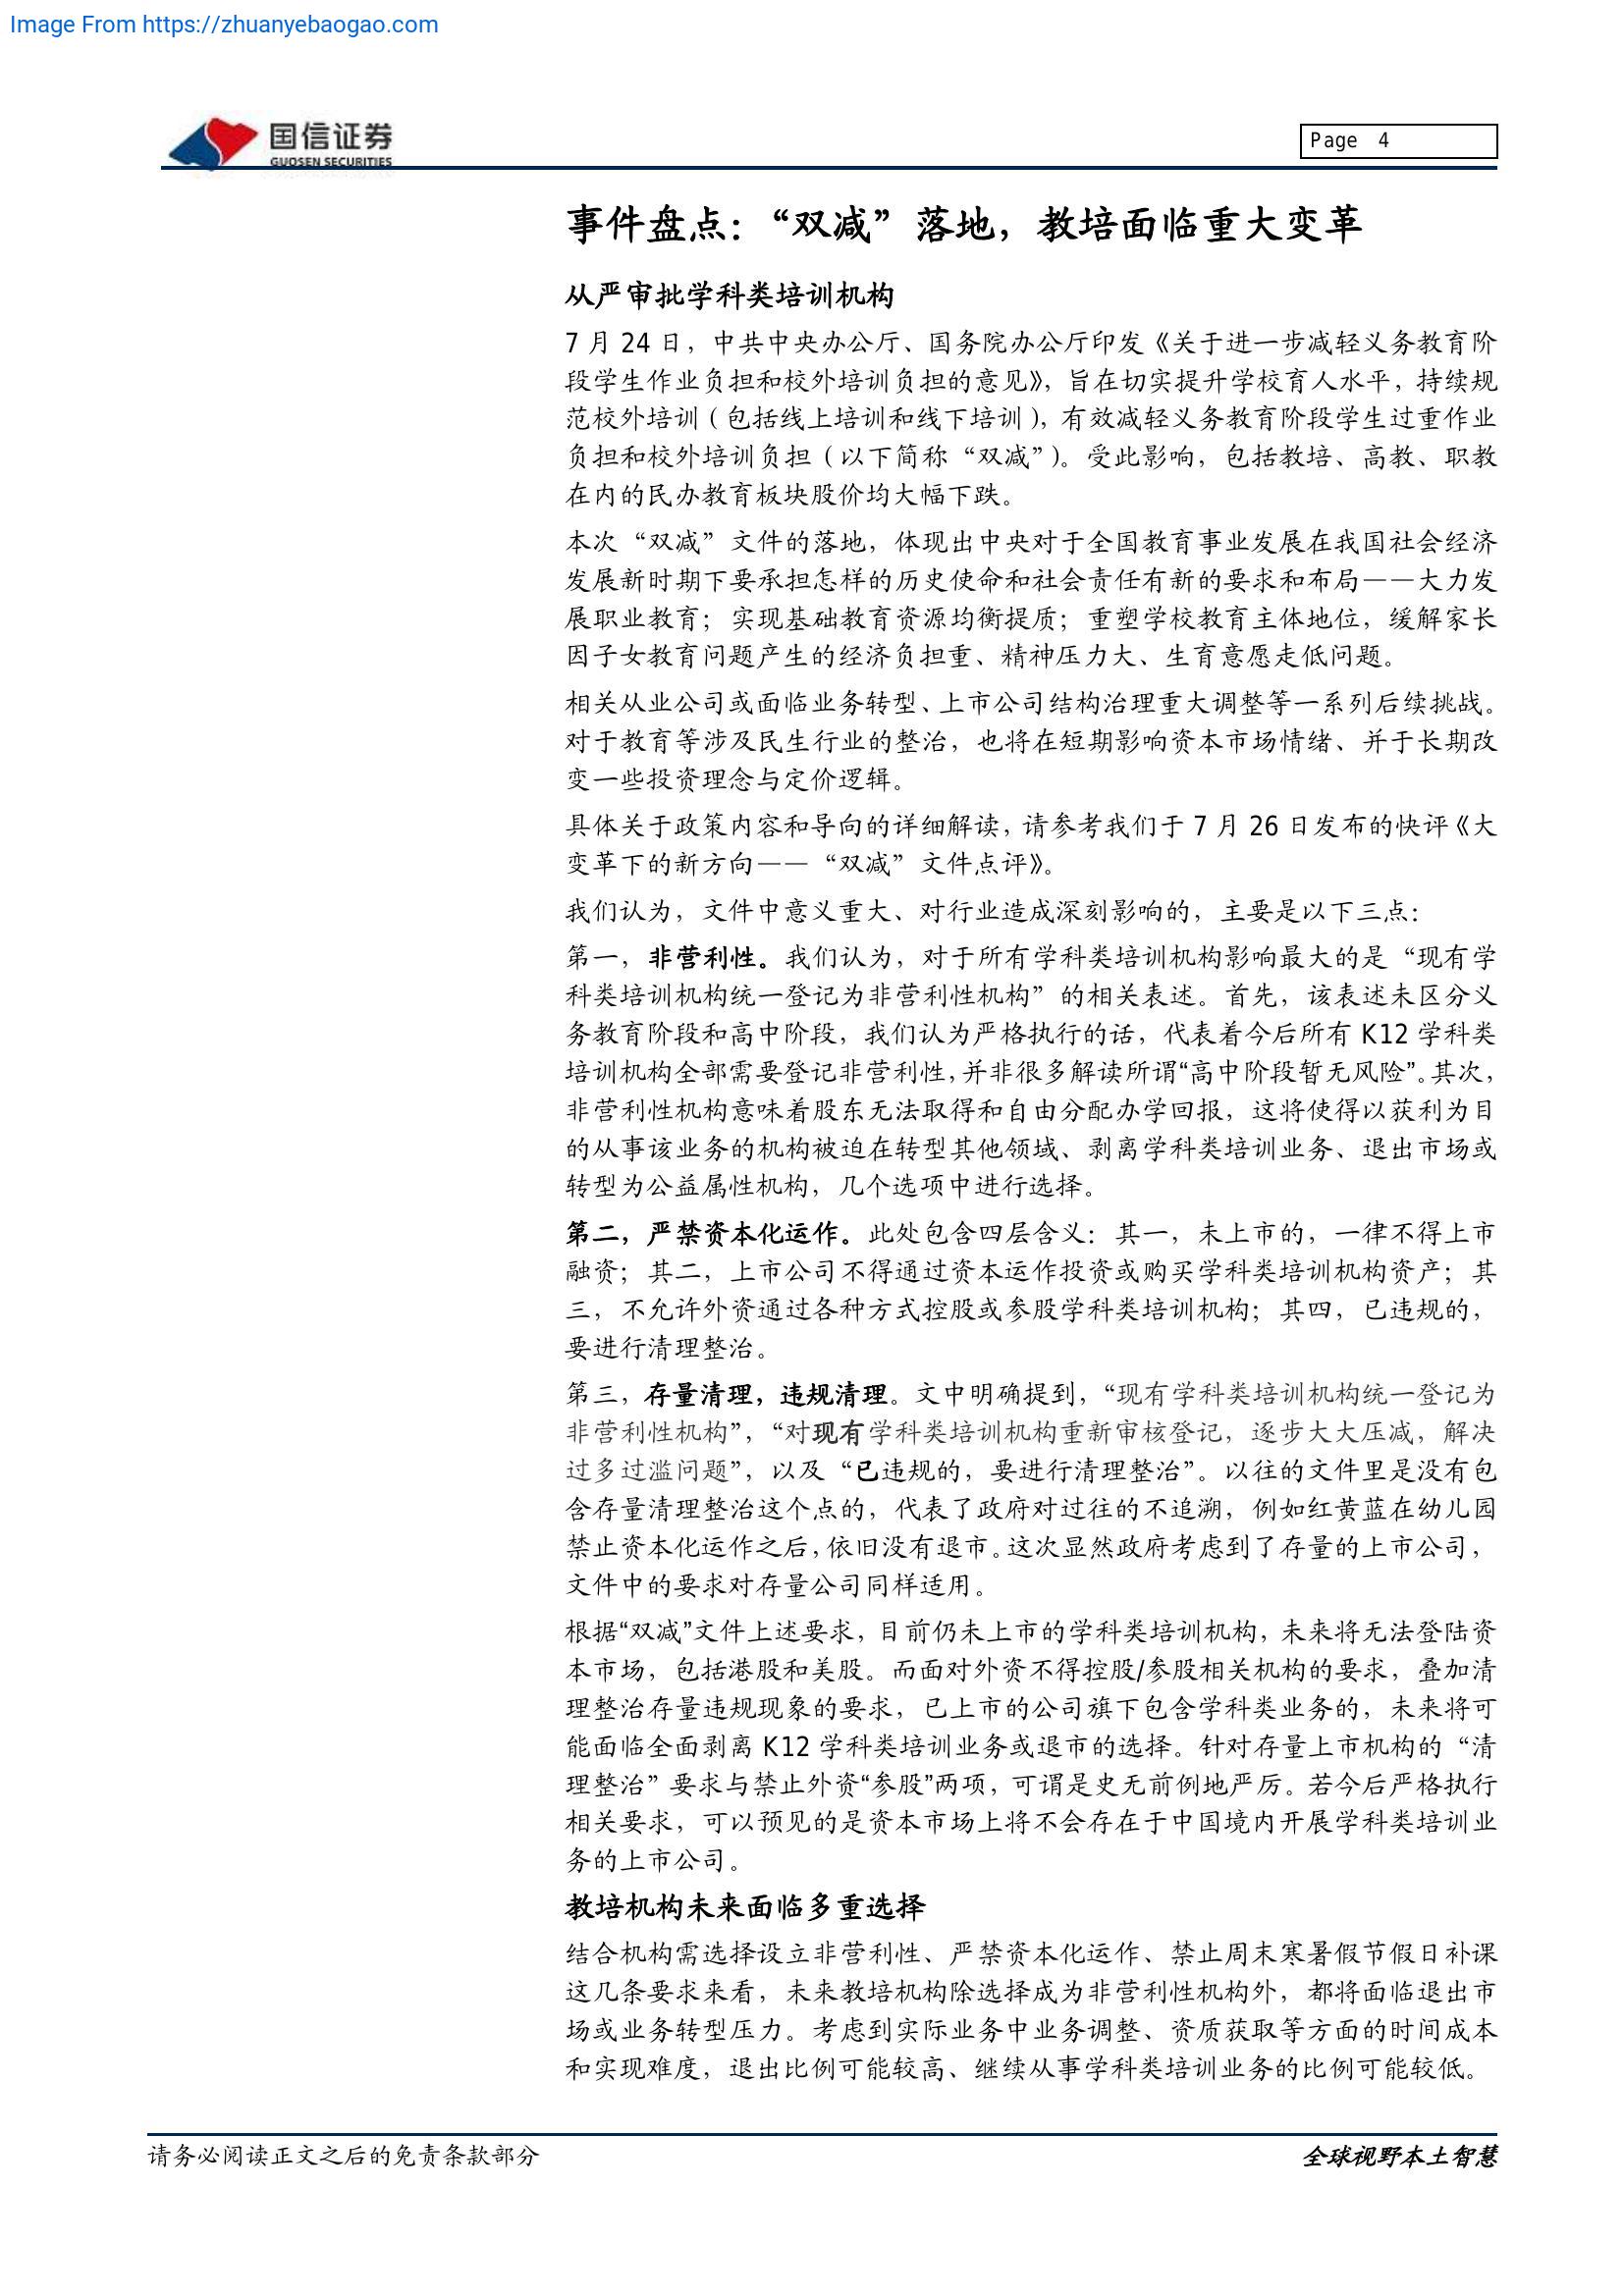 Image From https://zhuanyebaogao.com
国信证券
GUOSEN SECURITIES
Page 4
事件盘点：“双减”落地，教培面临重大变革
从严审批学科类培训机构
7 月 24 日，中共中央办公厅、国务院办公厅印发《关于进一步减轻义务教育阶
段学生作业负担和校外培训负担的意见》，旨在切实提升学校育人水平，持续规
范校外培训（包括线上培训和线下培训），有效减轻义务教育阶段学生过重作业
负担和校外培训负担（以下简称“双减”）。受此影响，包括教培、高教、职教
在内的民办教育板块股价均大幅下跌。
本次“双减”文件的落地，体现出中央对于全国教育事业发展在我国社会经济
发展新时期下要承担怎样的历史使命和社会责任有新的要求和布局——大力发
展职业教育；实现基础教育资源均衡提质；重塑学校教育主体地位，缓解家长
因子女教育问题产生的经济负担重、精神压力大、生育意愿走低问题。
相关从业公司或面临业务转型、上市公司结构治理重大调整等一系列后续挑战。
对于教育等涉及民生行业的整治，也将在短期影响资本市场情绪、并于长期改
变一些投资理念与定价逻辑。
具体关于政策内容和导向的详细解读，请参考我们于 7 月 26 日发布的快评《大
变革下的新方向——“双减”文件点评》。
我们认为，文件中意义重大、对行业造成深刻影响的，主要是以下三点：
第一，非营利性。我们认为，对于所有学科类培训机构影响最大的是“现有学
科类培训机构统一登记为非营利性机构”的相关表述。首先，该表述未区分义
务教育阶段和高中阶段，我们认为严格执行的话，代表着今后所有 K12 学科类
培训机构全部需要登记非营利性，并非很多解读所谓“高中阶段暂无风险”。其次，
非营利性机构意味着股东无法取得和自由分配办学回报，这将使得以获利为目
的从事该业务的机构被迫在转型其他领域、剥离学科类培训业务、退出市场或
转型为公益属性机构，几个选项中进行选择。
第二，严禁资本化运作。此处包含四层含义：其一，未上市的，一律不得上市
融资；其二，上市公司不得通过资本运作投资或购买学科类培训机构资产；其
三，不允许外资通过各种方式控股或参股学科类培训机构；其四，已违规的，
要进行清理整治。
第三，存量清理，违规清理。文中明确提到，“现有学科类培训机构统一登记为
非营利性机构”，“对现有学科类培训机构重新审核登记，逐步大大压减，解决
过多过滥问题”，以及“已违规的，要进行清理整治”。以往的文件里是没有包
含存量清理整治这个点的，代表了政府对过往的不追溯，例如红黄蓝在幼儿园
禁止资本化运作之后，依旧没有退市。这次显然政府考虑到了存量的上市公司，
文件中的要求对存量公司同样适用。
根据“双减”文件上述要求，目前仍未上市的学科类培训机构，未来将无法登陆资
本市场，包括港股和美股。而面对外资不得控股/参股相关机构的要求，叠加清
理整治存量违规现象的要求，已上市的公司旗下包含学科类业务的，未来将可
能面临全面剥离 K12 学科类培训业务或退市的选择。针对存量上市机构的“清
理整治”要求与禁止外资“参股”两项，可谓是史无前例地严厉。若今后严格执行
相关要求，可以预见的是资本市场上将不会存在于中国境内开展学科类培训业
务的上市公司。
教培机构未来面临多重选择
结合机构需选择设立非营利性、严禁资本化运作、禁止周末寒暑假节假日补课
这几条要求来看，未来教培机构除选择成为非营利性机构外，都将面临退出市
场或业务转型压力。考虑到实际业务中业务调整、资质获取等方面的时间成本
和实现难度，退出比例可能较高、继续从事学科类培训业务的比例可能较低。
请务必阅读正文之后的免责条款部分
全球视野本土智慧